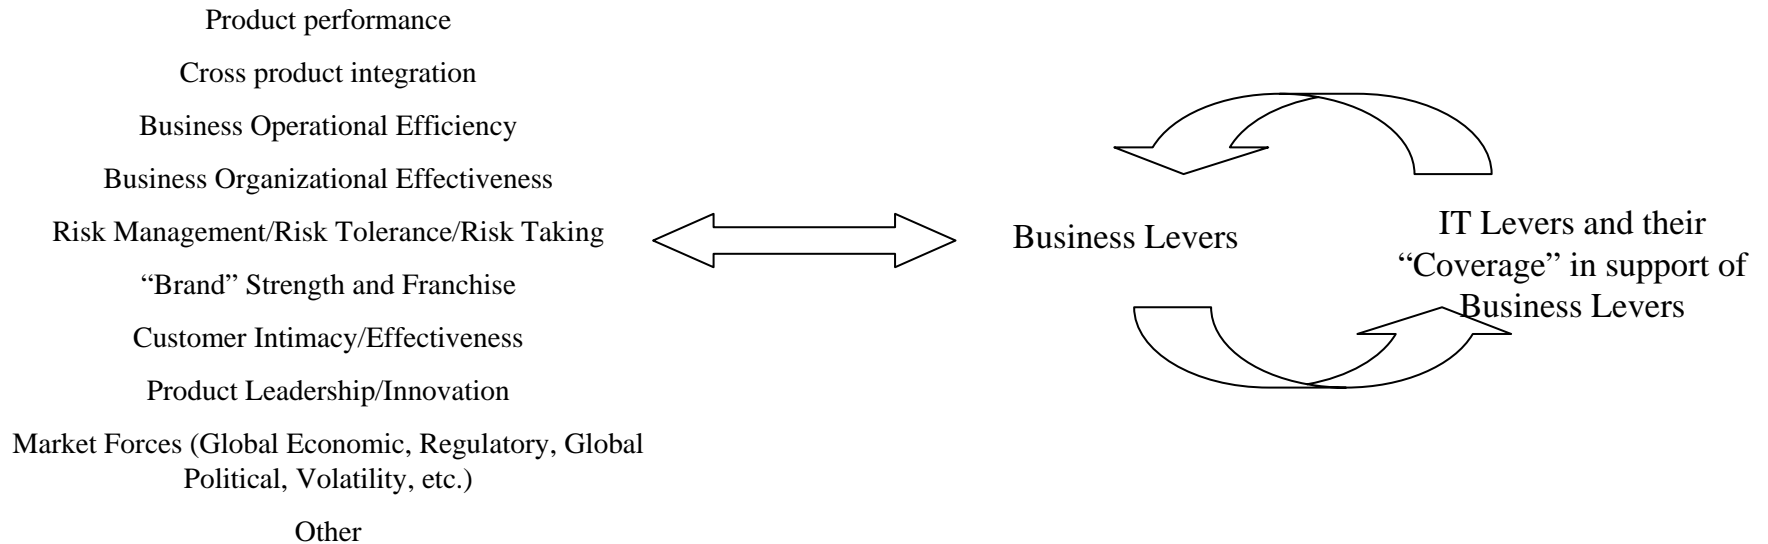 Product performance
Cross product integration
Business Operational Efficiency
Business Organizational Effectiveness
Risk Management/Risk Tolerance/Risk Taking
“Brand” Strength and Franchise
Customer Intimacy/Effectiveness
Product Leadership/Innovation
Market Forces (Global Economic, Regulatory, Global
Political, Volatility, etc.)
Other
Business Levers
IT Levers and their
“Coverage” in support of
Business Levers